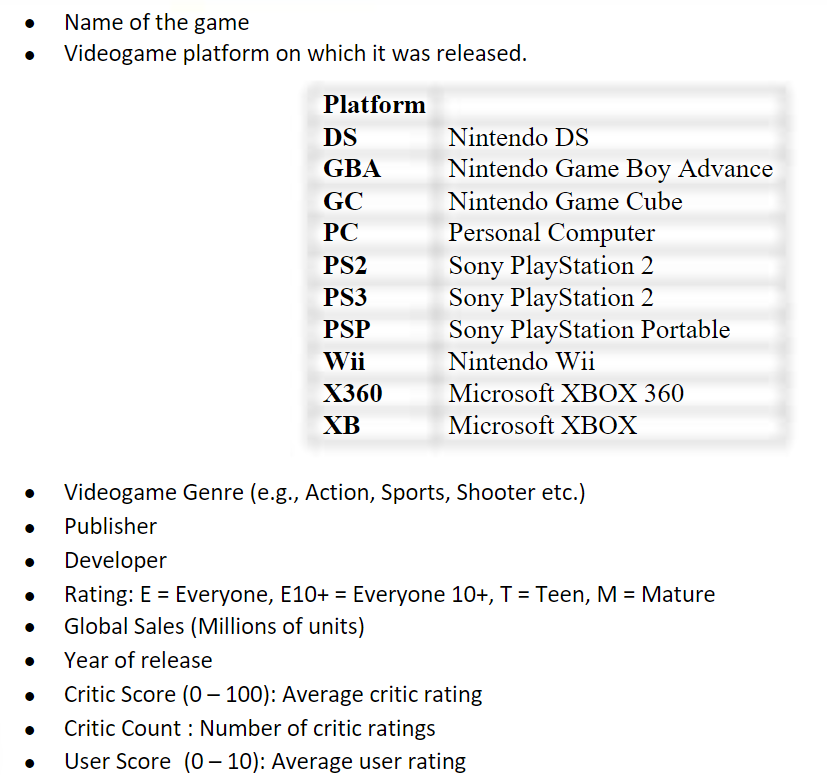 • Name of the game
• Videogame platform on which it was released.
Platform
DS Nintendo DS
GBA Nintendo Game Boy Advance
GC Nintendo Game Cube
PC Personal Computer
PS2 Sony PlayStation 2
PS3 Sony PlayStation 2
PSP Sony PlayStation Portable
Wii Nintendo Wii
X360 Microsoft XBOX 360
XB Microsoft XBOX
• Videogame Genre (e.g., Action, Sports, Shooter etc.)
• Publisher
• Developer
• Rating: E = Everyone, E10+ = Everyone 10+, T = Teen, M = Mature
• Global Sales (Millions of units)
• Year of release
• Critic Score (0 – 100): Average critic rating
• Critic Count : Number of critic ratings
• User Score (0 – 10): Average user rating